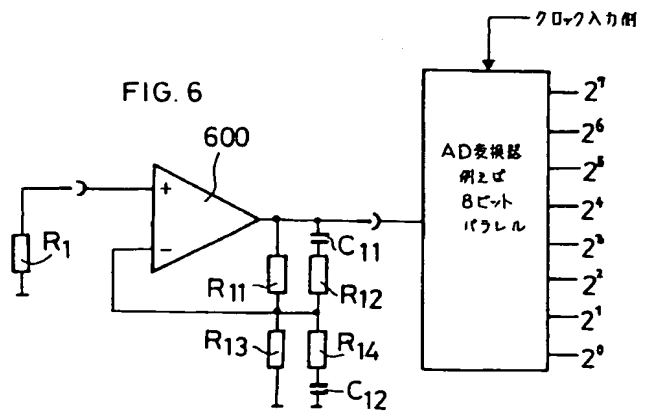 クロック入力側
FIG. 6
600
AD変換器
例えば
8ビット
パラレル
2⁷
2⁶
2⁵
2⁴
2³
2²
2¹
2⁰
+
−
R1
C11
R11
R12
R13
R14
C12